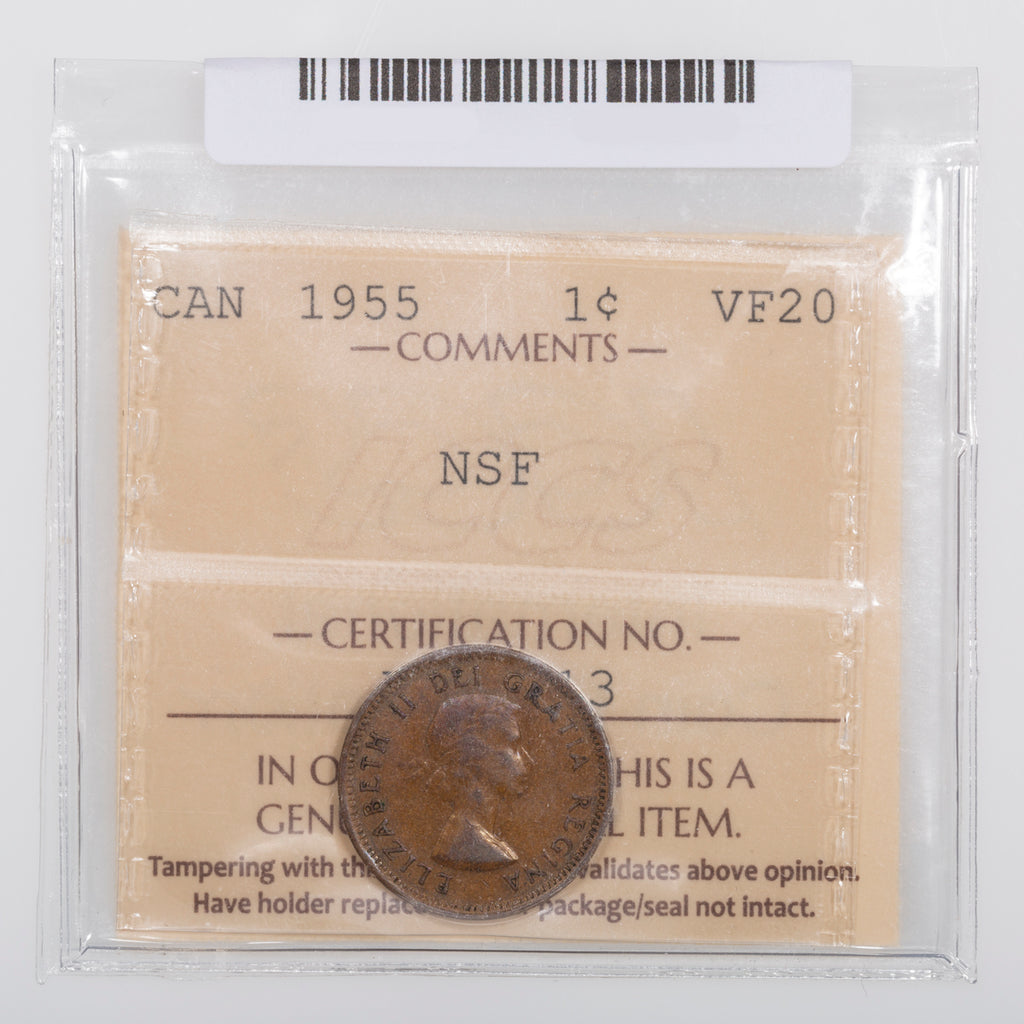 CAN 1955 1¢ VF20
— COMMENTS —
NSF
ICCS
— CERTIFICATION NO. —
13
IN O HIS IS A
GEN L ITEM.
Tampering with th validates above opinion.
Have holder replac package/seal not intact.
ELIZABETH II DEI GRATIA REGINA